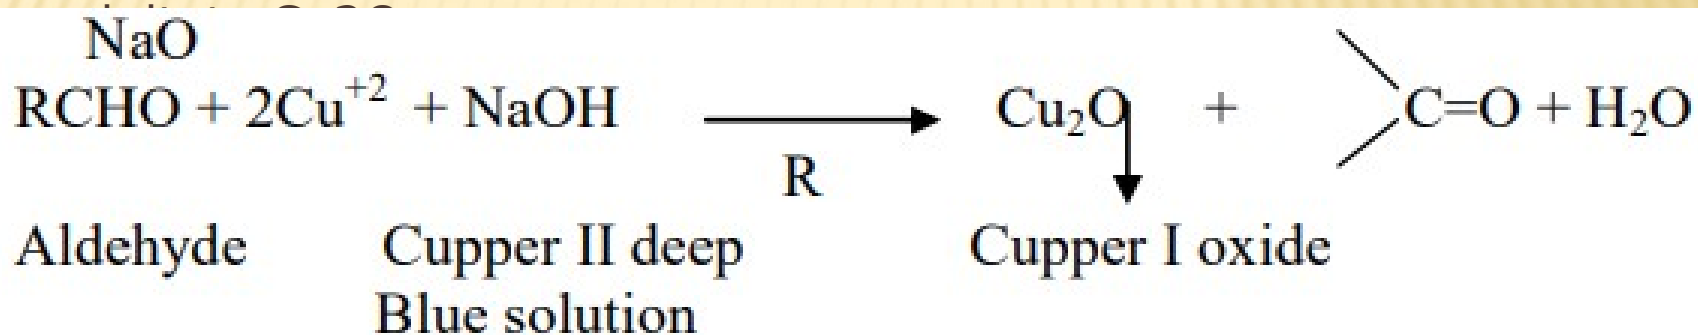 NaO
RCHO + 2Cu⁺² + NaOH Cu₂O + C=O + H₂O
R
Aldehyde Cupper II deep Cupper I oxide
Blue solution